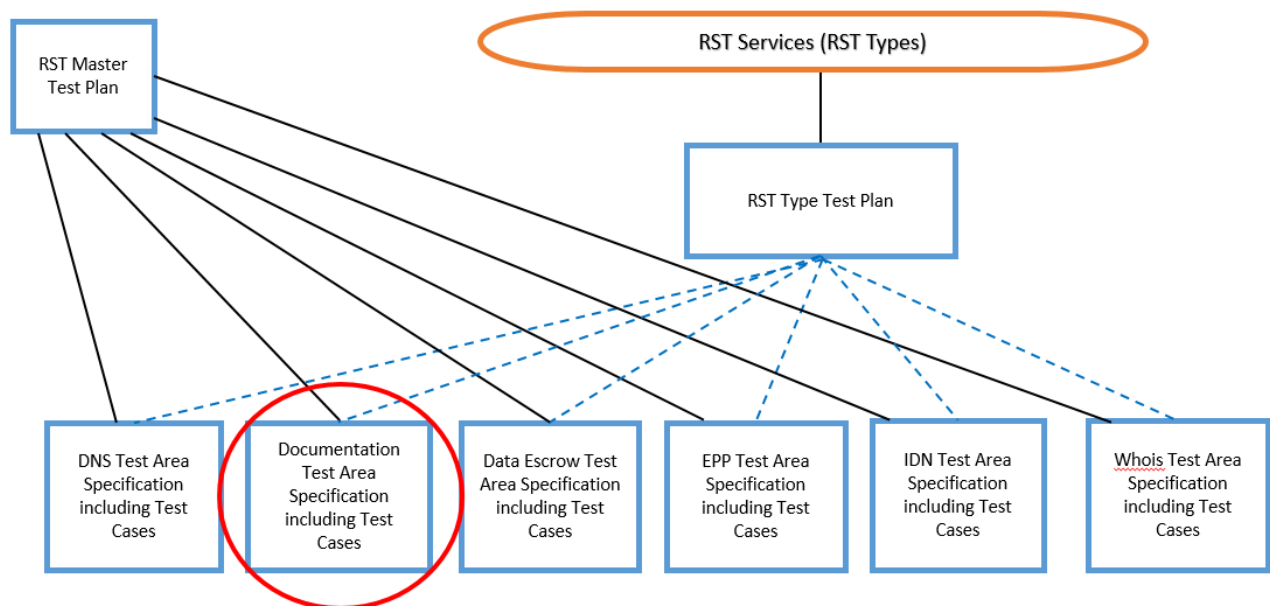 RST Master
Test Plan
RST Services (RST Types)
RST Type Test Plan
DNS Test Area
Specification
including Test
Cases
Documentation
Test Area
Specification
including Test
Cases
Data Escrow Test
Area Specification
including Test
Cases
EPP Test Area
Specification
including Test
Cases
IDN Test Area
Specification
including Test
Cases
Whois Test Area
Specification
including Test
Cases